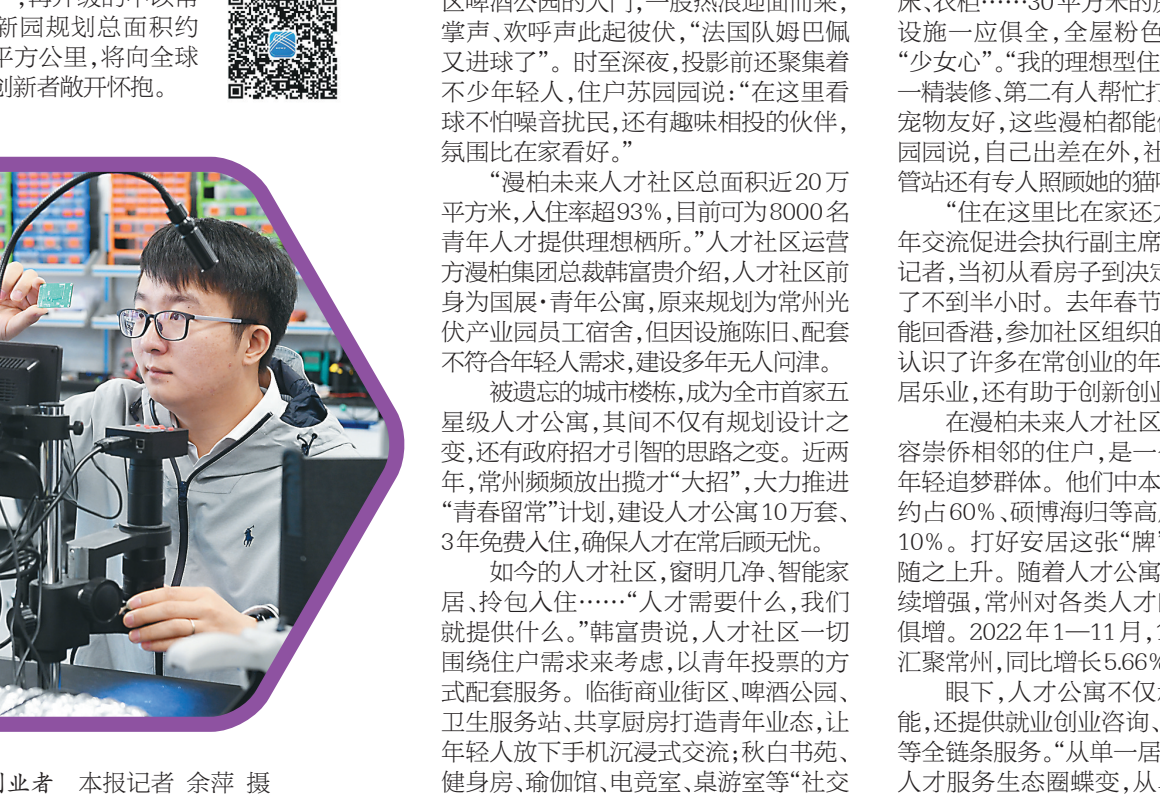 新园规划总面积约
平方公里,将向全球
创新者敞开怀抱。
创业者 本报记者 余萍 摄
区啤酒公园的大门,一股热浪迎面而来,
掌声、欢呼声此起彼伏,“法国队姆巴佩
又进球了”。时至深夜,投影前还聚集着
不少年轻人,住户苏园园说:“在这里看
球不怕噪音扰民,还有趣味相投的伙伴,
氛围比在家看好。”
“漫柏未来人才社区总面积近20万
平方米,入住率超93%,目前可为8000名
青年人才提供理想栖所。”人才社区运营
方漫柏集团总裁韩富贵介绍,人才社区前
身为国展·青年公寓,原来规划为常州光
伏产业园员工宿舍,但因设施陈旧、配套
不符合年轻人需求,建设多年无人问津。
被遗忘的城市楼栋,成为全市首家五
星级人才公寓,其间不仅有规划设计之
变,还有政府招才引智的思路之变。近两
年,常州频频放出揽才“大招”,大力推进
“青春留常”计划,建设人才公寓10万套、
3年免费入住,确保人才在常后顾无忧。
如今的人才社区,窗明几净、智能家
居、拎包入住……“人才需要什么,我们
就提供什么。”韩富贵说,人才社区一切
围绕住户需求来考虑,以青年投票的方
式配套服务。临街商业街区、啤酒公园、
卫生服务站、共享厨房打造青年业态,让
年轻人放下手机沉浸式交流;秋白书苑、
健身房、瑜伽馆、电竞室、桌游室等“社交
床、衣柜……30平方米的
设施一应俱全,全屋粉色
“少女心”。“我的理想型住
一精装修、第二有人帮忙打
宠物友好,这些漫柏都能
园园说,自己出差在外,社
管站还有专人照顾她的猫
“住在这里比在家还
年交流促进会执行副主席
记者,当初从看房子到决定
了不到半小时。去年春节
能回香港,参加社区组织的
认识了许多在常创业的年
居乐业,还有助于创新创业
在漫柏未来人才社区
容崇侨相邻的住户,是一
年轻追梦群体。他们中本
约占60%、硕博海归等高
10%。打好安居这张“牌”
随之上升。随着人才公寓
续增强,常州对各类人才
俱增。2022年1—11月,1
汇聚常州,同比增长5.66%
眼下,人才公寓不仅
能,还提供就业创业咨询、
等全链条服务。“从单一居
人才服务生态圈蝶变,从